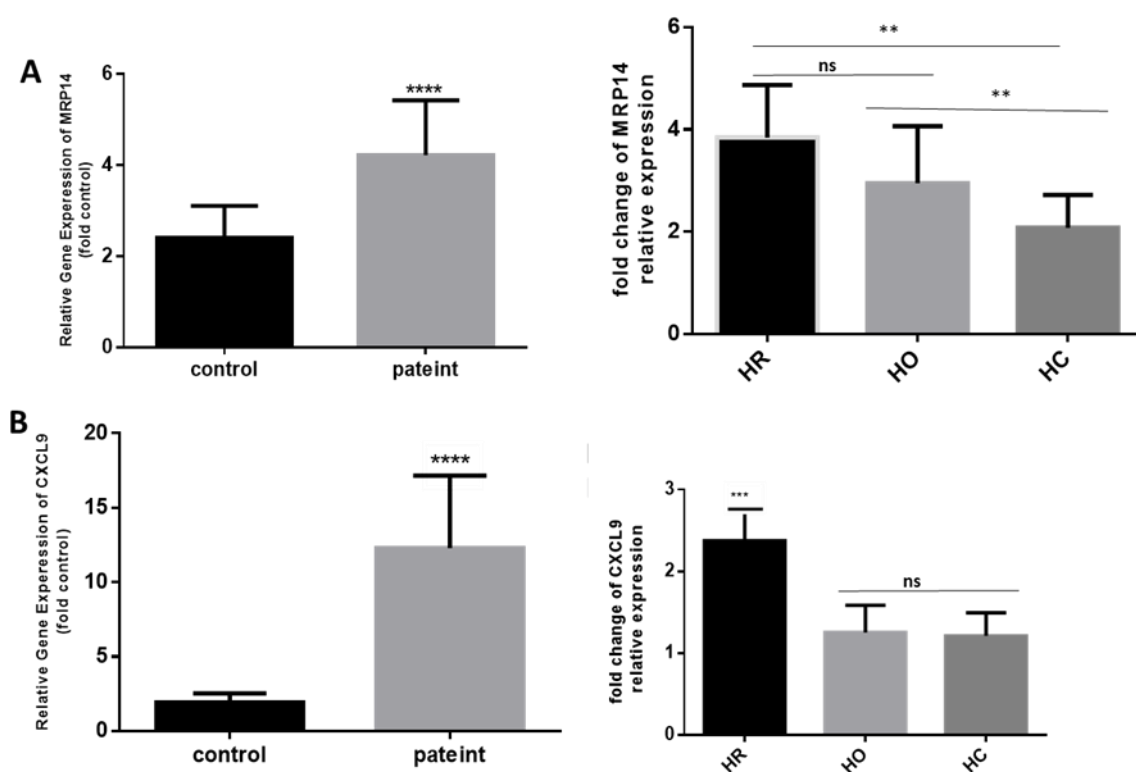 A
Relative Gene Experession of MRP14
(fold control)
6
4
2
0
****
control
pateint
fold change of MRP14
relative expression
6
4
2
0
**
ns
**
HR
HO
HC
B
Relative Gene Experession of CXCL9
(fold control)
20
15
10
5
0
****
control
pateint
fold change of CXCL9
relative expression
3
2
1
0
***
ns
HR
HO
HC